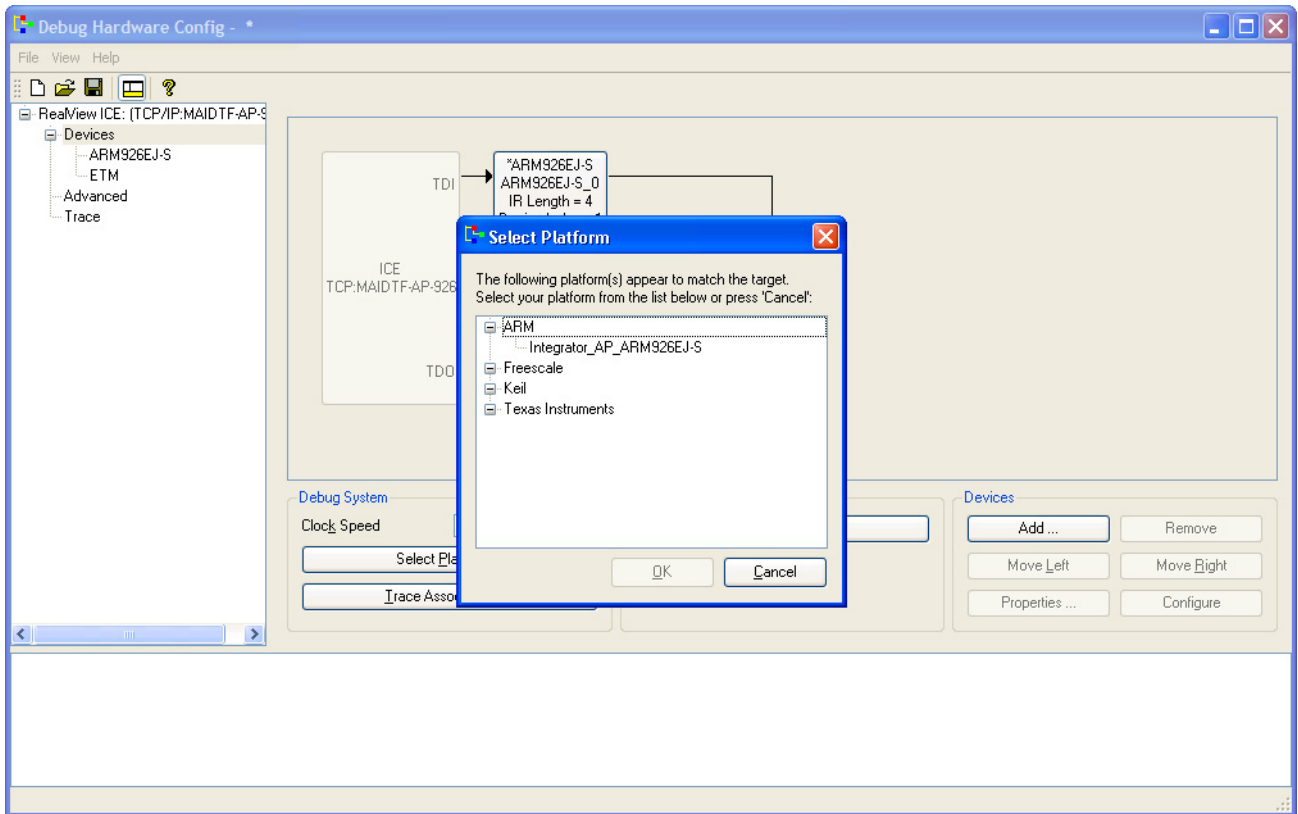 Debug Hardware Config - *
File View Help
RealView ICE: (TCP/IP:MAIDTF-AP-9
Devices
ARM926EJ-S
ETM
Advanced
Trace
TDI
*ARM926EJ-S
ARM926EJ-S_0
IR Length = 4
ICE
TCP:MAIDTF-AP-926
TDO
Select Platform
The following platform(s) appear to match the target.
Select your platform from the list below or press 'Cancel':
ARM
Integrator_AP_ARM926EJ-S
Freescale
Keil
Texas Instruments
OK
Cancel
Debug System
Clock Speed
Select Pla
Trace Asso
Devices
Add ...
Remove
Move Left
Move Right
Properties ...
Configure